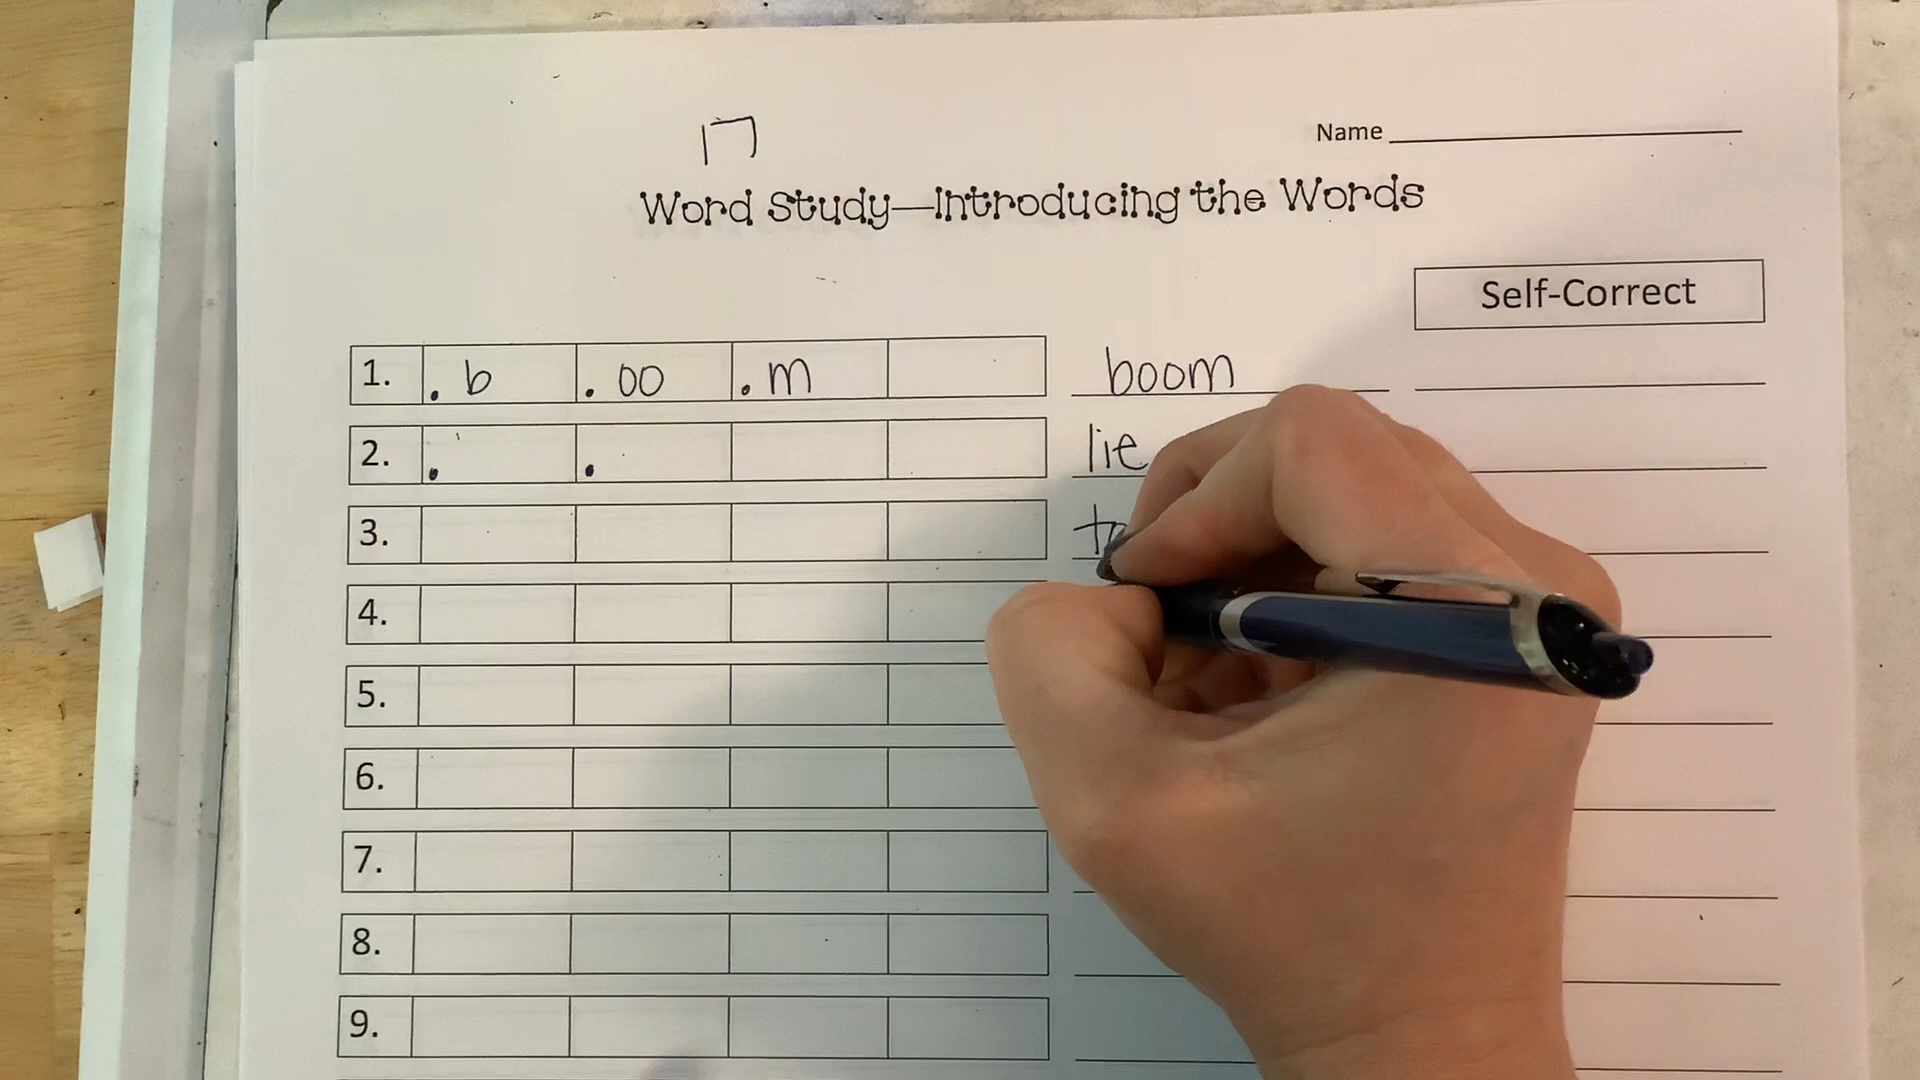 Name
Word Study—Introducing the Words
Self-Correct
1. . b . oo . m boom
2. . . lie
3.
4.
5.
6.
7.
8.
9.